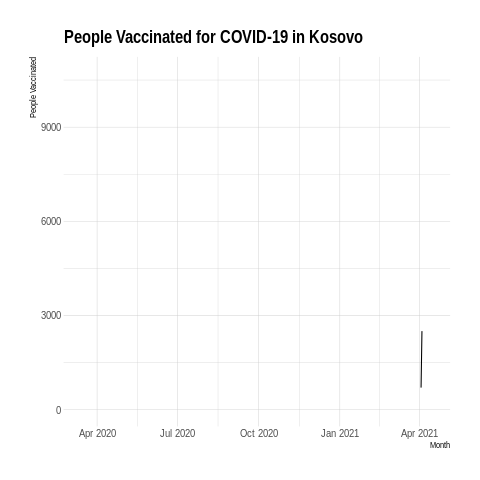 People Vaccinated for COVID-19 in Kosovo
People Vaccinated
9000
6000
3000
0
Apr 2020 Jul 2020 Oct 2020 Jan 2021 Apr 2021
Month